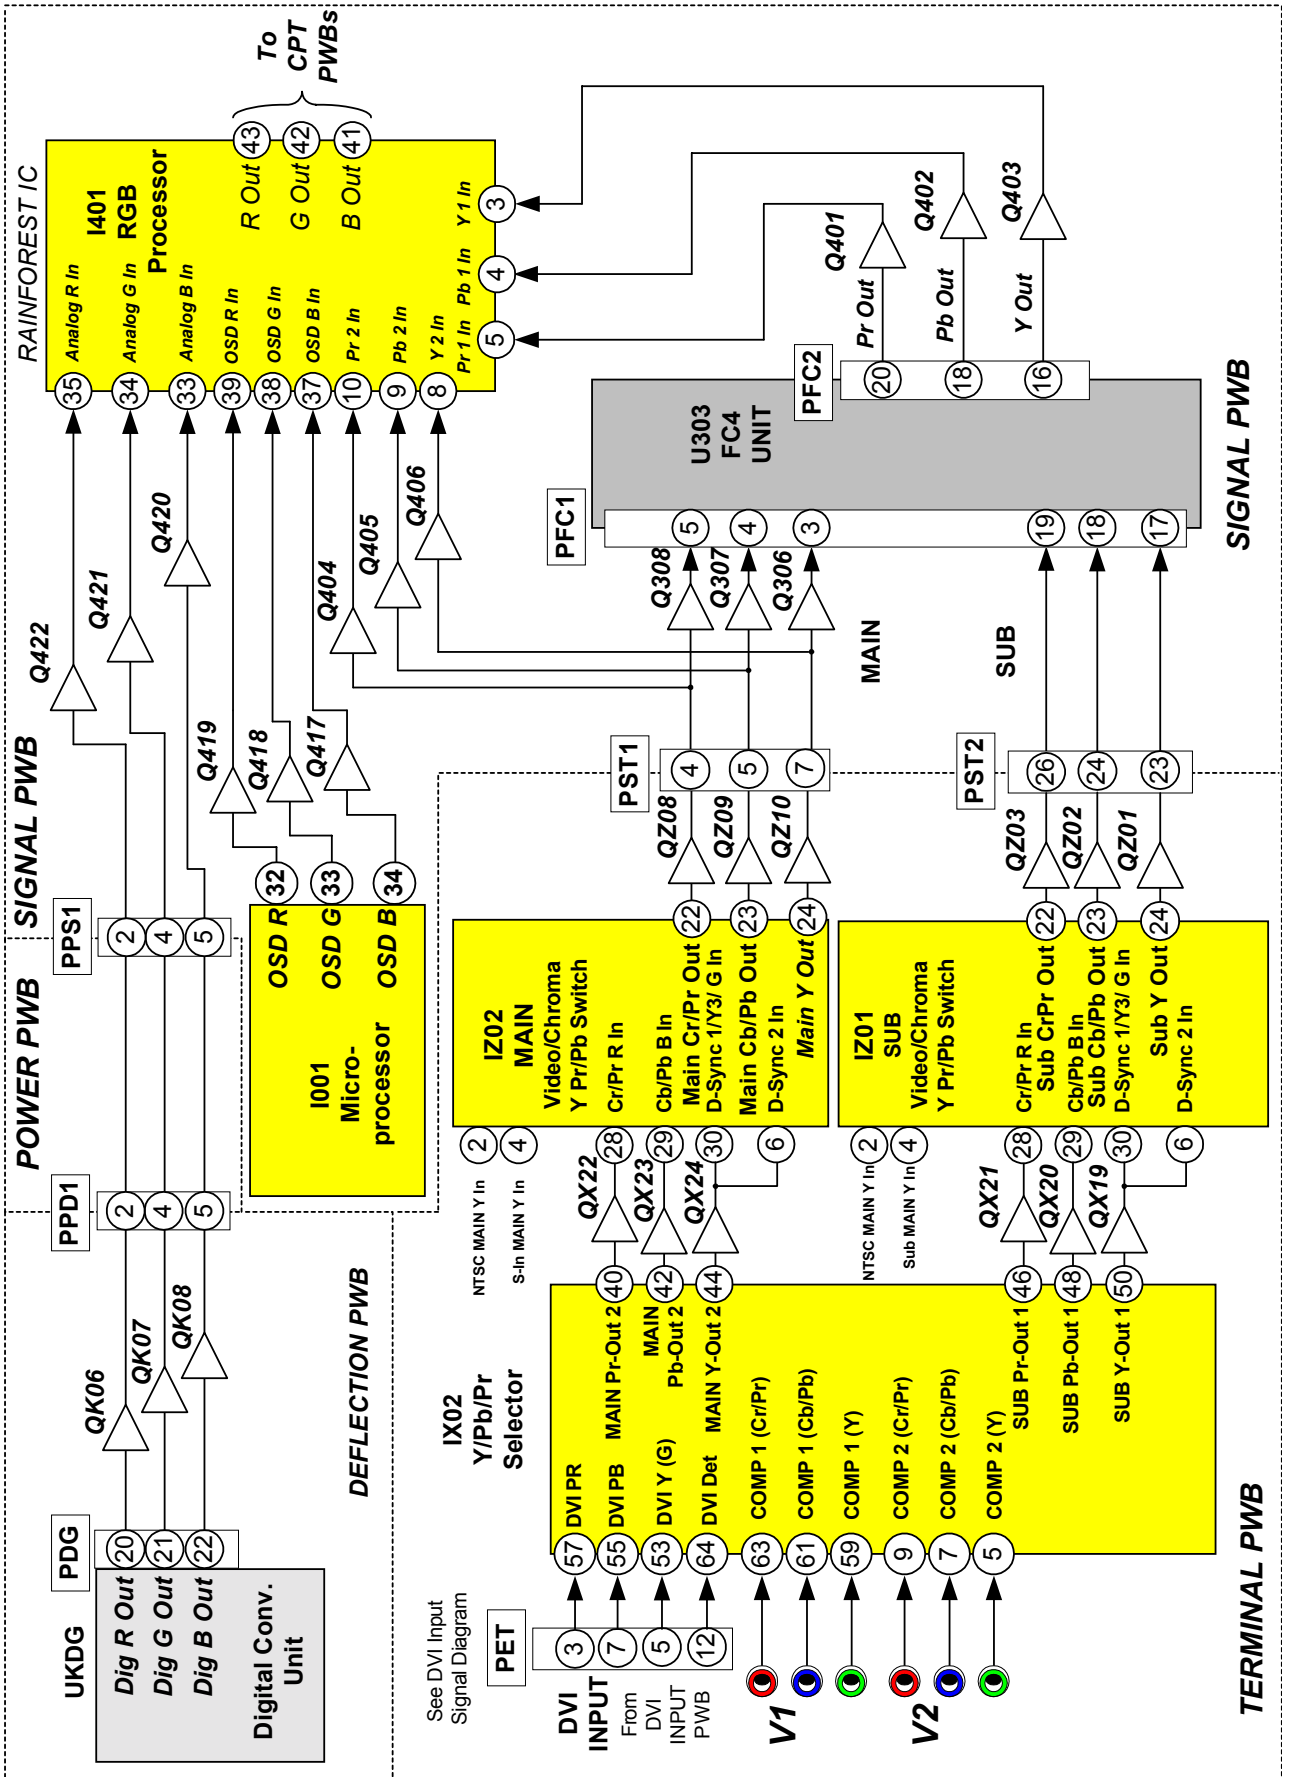 UKDG
PDG
Dig R Out
Dig G Out
Dig B Out
20
21
22
Digital Conv.
Unit
QK06
QK07
QK08
DEFLECTION PWB
PPD1
2
4
5
POWER PWB
PPS1
2
4
5
SIGNAL PWB
Q422
Q421
Q420
Q419
Q418
Q417
I001
Micro-
processor
OSD R
OSD G
OSD B
32
33
34
RAINFOREST IC
I401
RGB
Processor
35
34
33
39
38
37
10
9
8
Analog R In
Analog G In
Analog B In
OSD R In
OSD G In
OSD B In
Pr 2 In
Pb 2 In
Y 2 In
Pr 1 In
Pb 1 In
Y 1 In
5
4
3
R Out
G Out
B Out
43
42
41
To
CPT
PWBs
Q404
Q405
Q406
Q401
Q402
Q403
See DVI Input
Signal Diagram
PET
DVI
INPUT
From
DVI
INPUT
PWB
3
7
5
12
V1
V2
57
55
53
64
63
61
59
9
7
5
DVI PR
DVI PB
DVI Y (G)
DVI Det
COMP 1 (Cr/Pr)
COMP 1 (Cb/Pb)
COMP 1 (Y)
COMP 2 (Cr/Pr)
COMP 2 (Cb/Pb)
COMP 2 (Y)
IX02
Y/Pb/Pr
Selector
MAIN Pr-Out 2
MAIN
Pb-Out 2
MAIN Y-Out 2
SUB Pr-Out 1
SUB Pb-Out 1
SUB Y-Out 1
40
42
44
46
48
50
QX22
QX23
QX24
QX21
QX20
QX19
NTSC MAIN Y In
S-In MAIN Y In
2
4
28
29
30
6
IZ02
MAIN
Video/Chroma
Y Pr/Pb Switch
Cr/Pr R In
Cb/Pb B In
Main Cr/Pr Out
D-Sync 1/Y3/ G In
Main Cb/Pb Out
D-Sync 2 In
Main Y Out
22
23
24
QZ08
QZ09
QZ10
PST1
4
5
7
NTSC MAIN Y In
Sub MAIN Y In
2
4
28
29
30
6
IZ01
SUB
Video/Chroma
Y Pr/Pb Switch
Cr/Pr R In
Sub CrPr Out
Cb/Pb B In
Sub Cb/Pb Out
D-Sync 1/Y3/ G In
Sub Y Out
D-Sync 2 In
22
23
24
QZ03
QZ02
QZ01
PST2
26
24
23
MAIN
SUB
Q308
Q307
Q306
PFC1
5
4
3
19
18
17
U303
FC4
UNIT
PFC2
20
18
16
Pr Out
Pb Out
Y Out
TERMINAL PWB
SIGNAL PWB